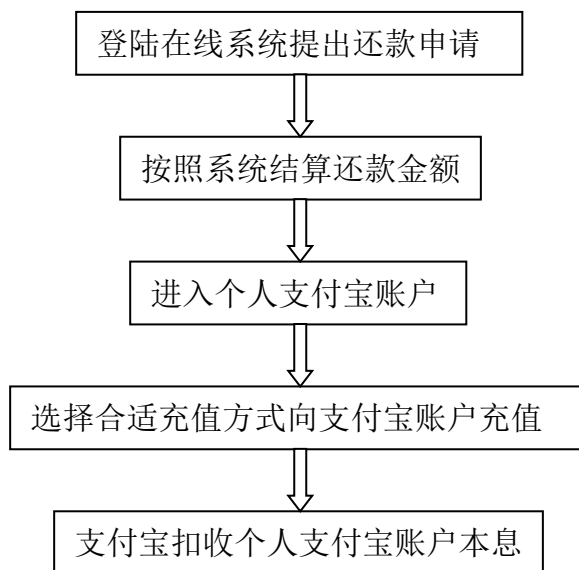 登陆在线系统提出还款申请
按照系统结算还款金额
进入个人支付宝账户
选择合适充值方式向支付宝账户充值
支付宝扣收个人支付宝账户本息